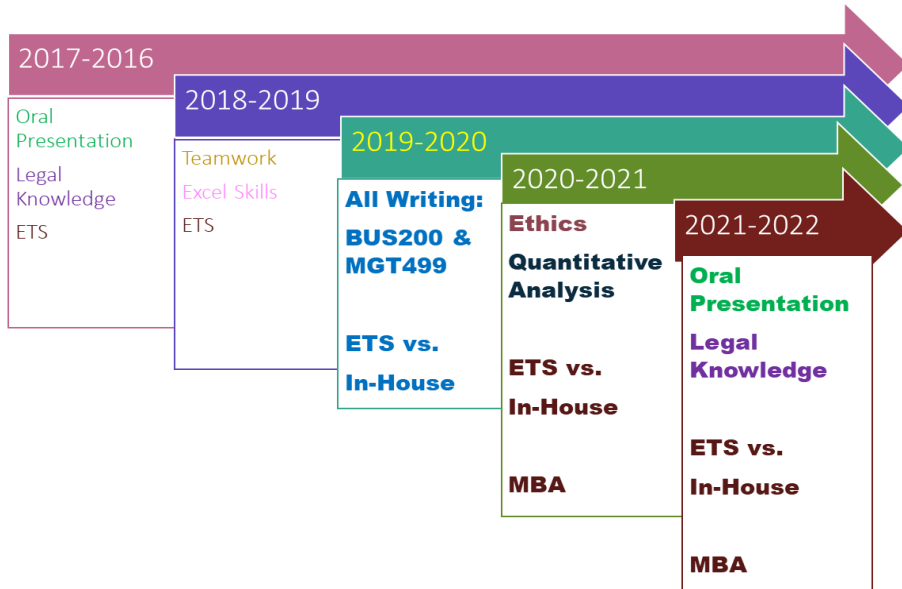 2017-2016
Oral
Presentation
Legal
Knowledge
ETS
2018-2019
Teamwork
Excel Skills
ETS
2019-2020
All Writing:
BUS200 &
MGT499
ETS vs.
In-House
2020-2021
Ethics
Quantitative
Analysis
ETS vs.
In-House
MBA
2021-2022
Oral
Presentation
Legal
Knowledge
ETS vs.
In-House
MBA